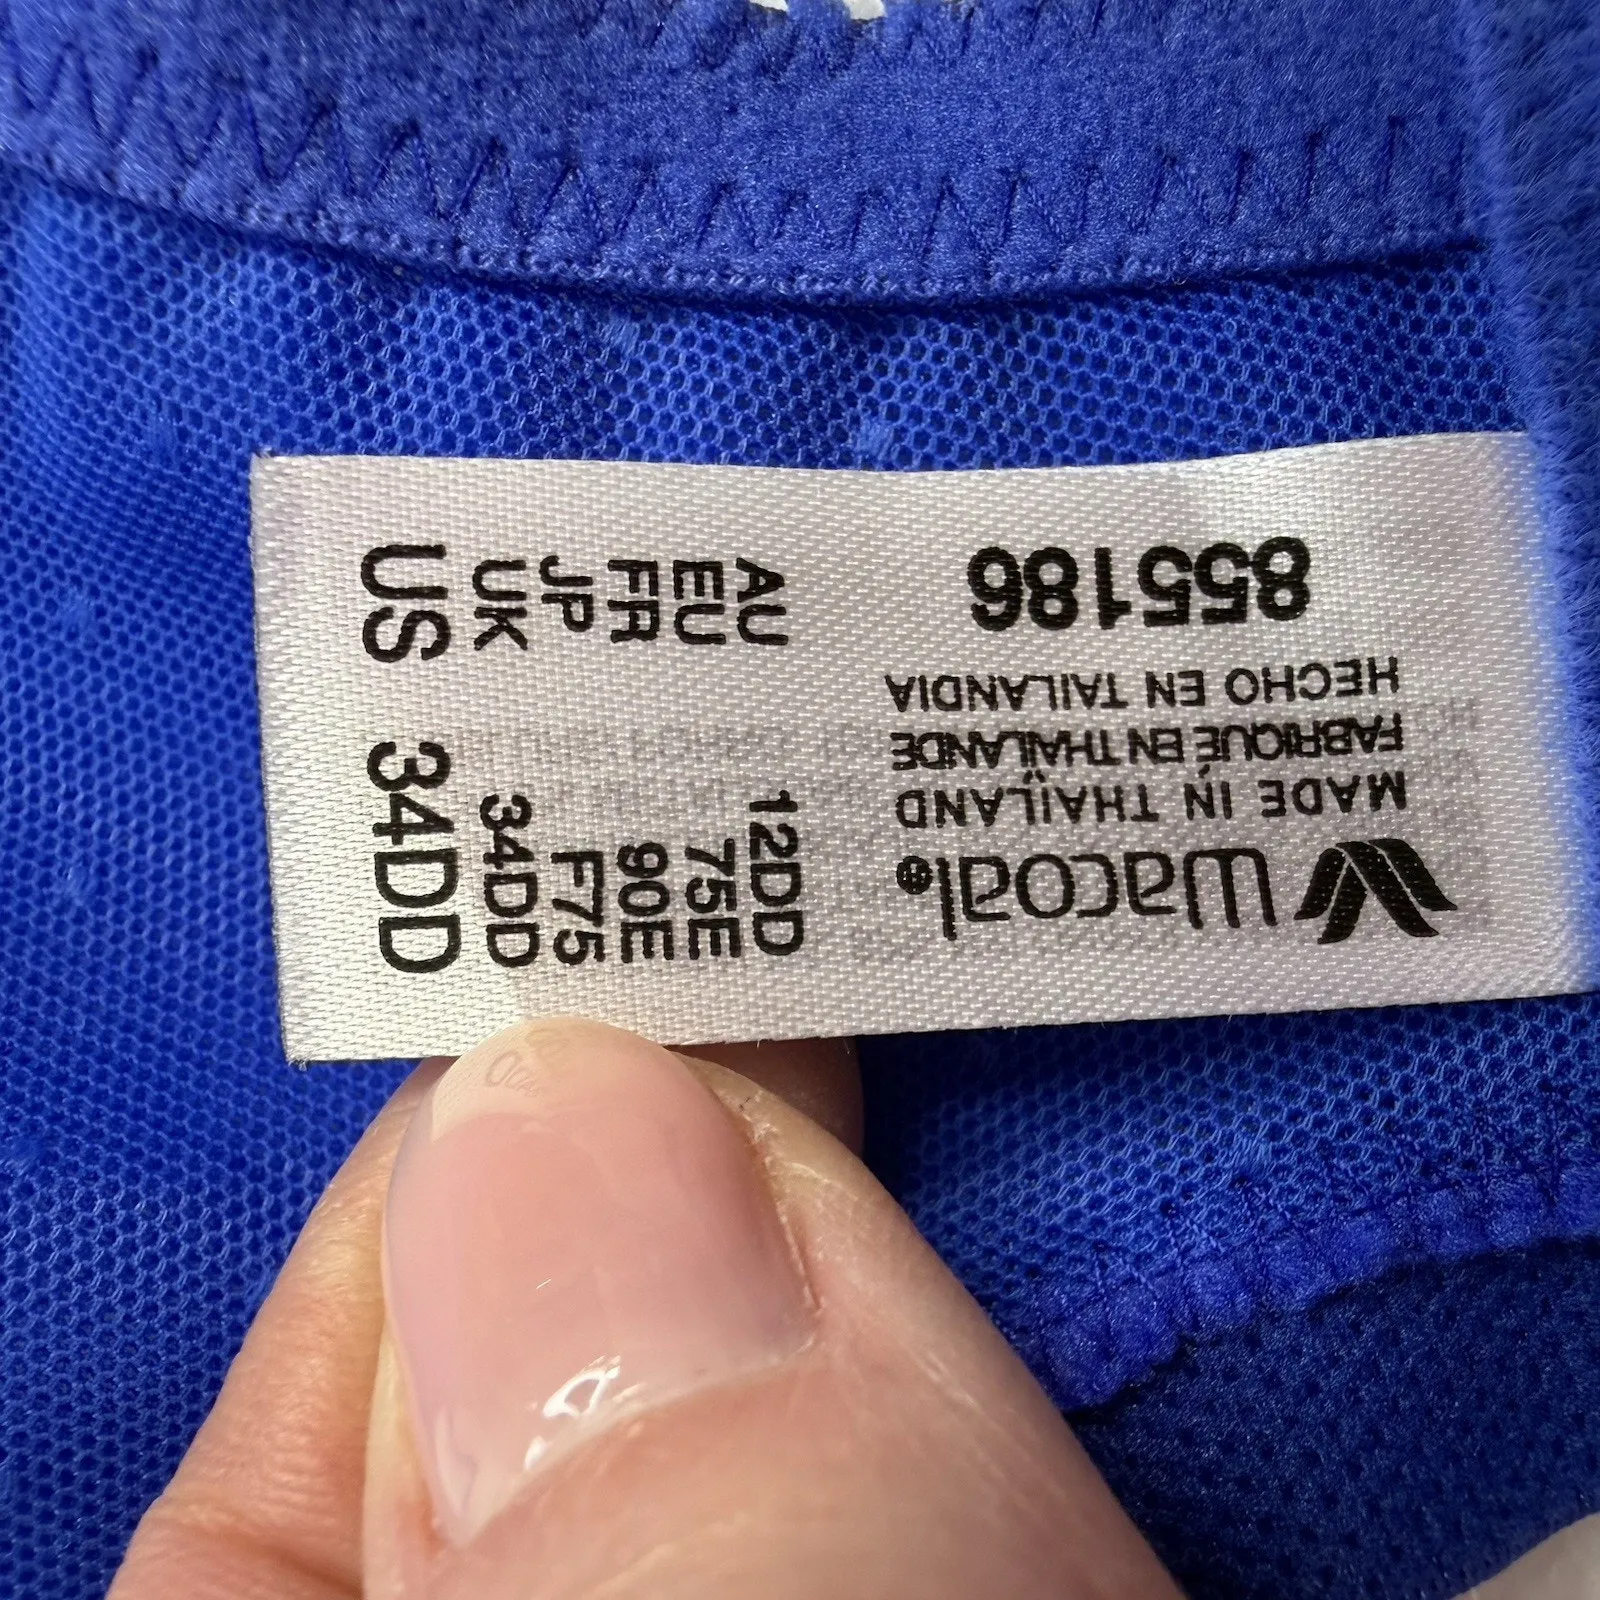 Wacoal®
MADE IN THAILAND
FABRIQUÉ EN THAÏLANDE
HECHO EN TAILANDIA
855186
US 34DD
UK 34DD
JP F75
FR 90E
EU 75E
AU 12DD